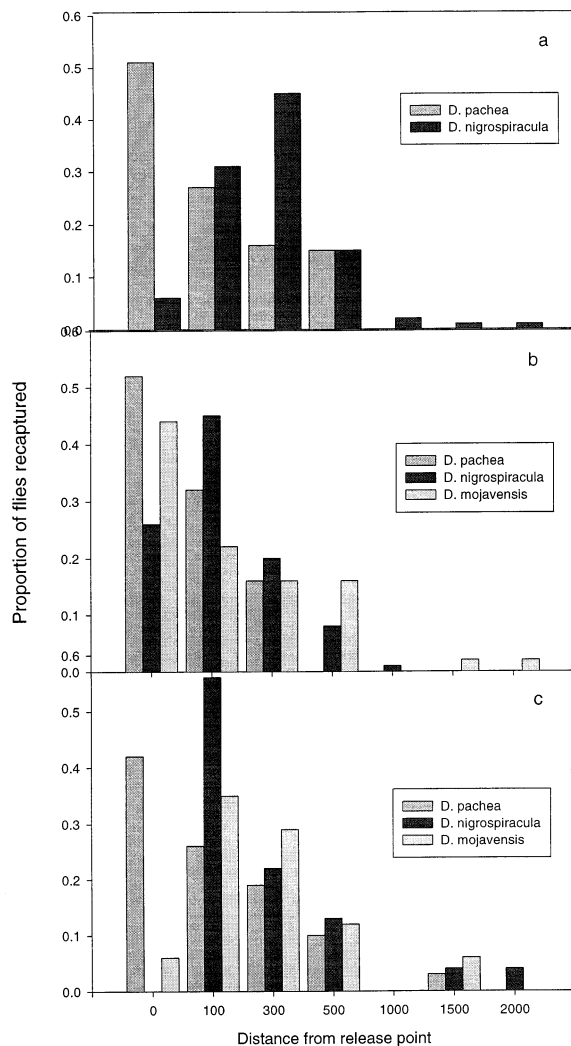 0.6
a
0.5
D. pachea
D. nigrospiracula
0.4
0.3
0.2
0.1
0.0
b
0.5
D. pachea
D. nigrospiracula
D. mojavensis
0.4
0.3
0.2
0.1
0.6
0.0
c
0.5
D. pachea
D. nigrospiracula
D. mojavensis
0.4
0.3
0.2
0.1
0.0
0 100 300 500 1000 1500 2000
Distance from release point
Proportion of flies recaptured